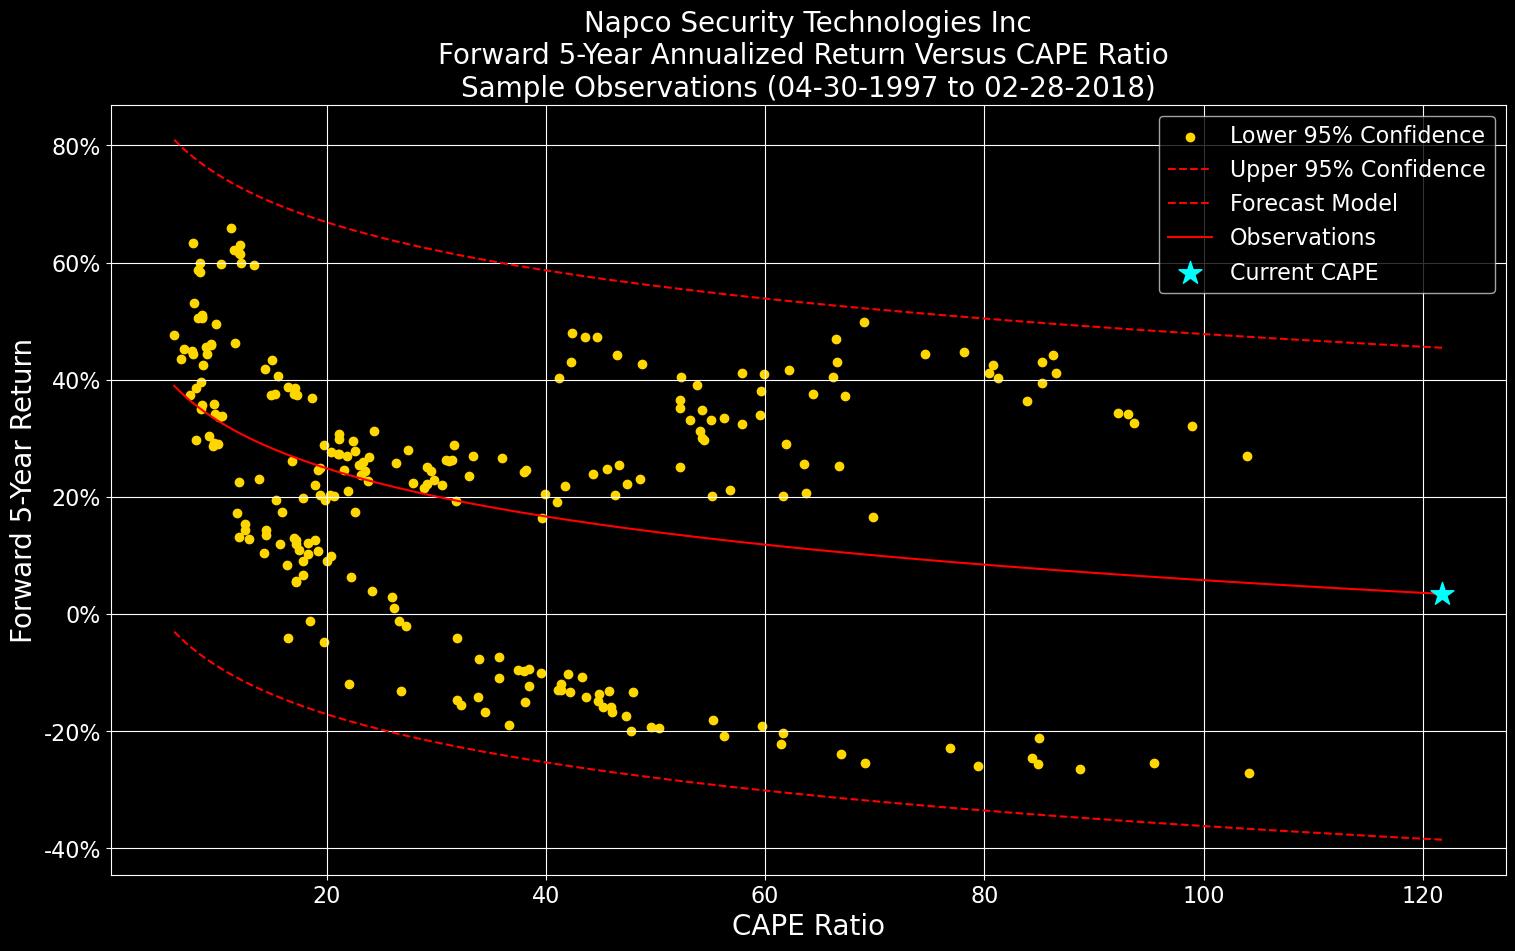 Napco Security Technologies Inc
Forward 5-Year Annualized Return Versus CAPE Ratio
Sample Observations (04-30-1997 to 02-28-2018)
Lower 95% Confidence
Upper 95% Confidence
Forecast Model
Observations
Current CAPE
Forward 5-Year Return
80%
60%
40%
20%
0%
-20%
-40%
20
40
60
80
100
120
CAPE Ratio